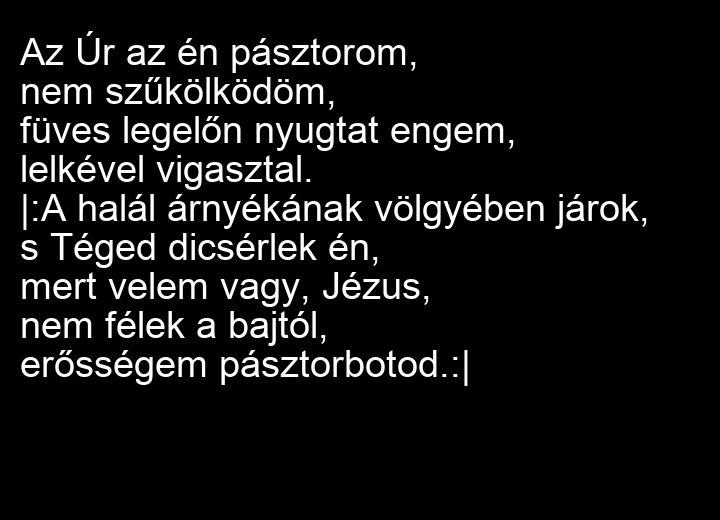 Az Úr az én pásztorom,
nem szűkölködöm,
füves legelőn nyugtat engem,
lelkével vigasztal.
|:A halál árnyékának völgyében járok,
s Téged dicsérlek én,
mert velem vagy, Jézus,
nem félek a bajtól,
erősségem pásztorbotod.:|